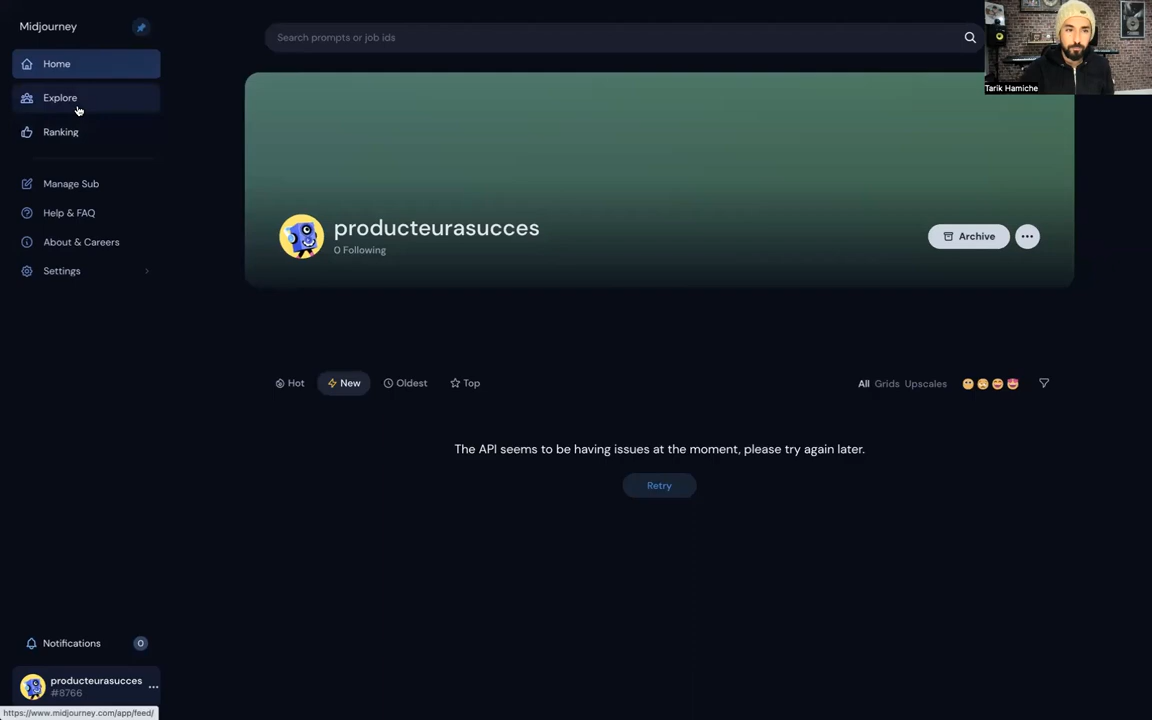 Midjourney
Search prompts or job ids
Home
Explore
Ranking
Manage Sub
Help & FAQ
About & Careers
Settings
Tarik Hamiche
producteurasucces
0 Following
Archive
Hot
New
Oldest
Top
All Grids Upscales
The API seems to be having issues at the moment, please try again later.
Retry
Notifications
0
producteurasucces
#8766
https://www.midjourney.com/app/feed/